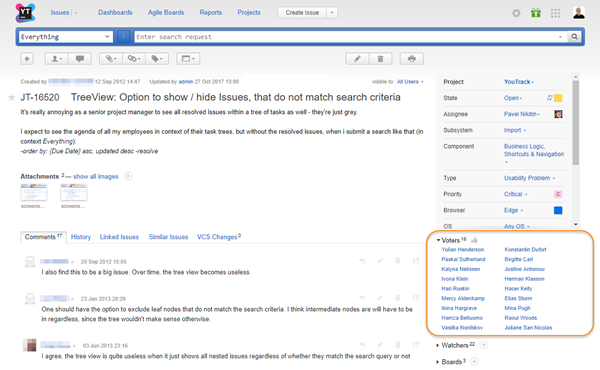 YT
Issues
Dashboards
Agile Boards
Reports
Projects
Create Issue
Everything
Enter search request
Created by
12 Sep 2012 14:47
Updated by admin 27 Oct 2017 13:00
visible to: All Users
JT-16520 TreeView: Option to show / hide Issues, that do not match search criteria
It's really annoying as a senior project manager to see all resolved issues within a tree of tasks as well - they're just grey.
I expect to see the agenda of all my employees in context of their task trees, but without the resolved issues, when i submit a search like that (in
context Everything):
-order by: {Due Date} asc, updated desc -resolve
Attachments 2 — show all images
screens...
screens...
Comments 17
History
Linked Issues
Similar Issues
VCS Changes 0
20 Sep 2012 15:05
I also find this to be a big issue. Over time, the tree view becomes useless.
23 Jan 2013 20:29
One should have the option to exclude leaf nodes that do not match the search criteria. I think intermediate nodes are will have to be
in regardless, since the tree wouldn't make sense otherwise.
03 Jun 2013 23:16
I agree, the tree view is quite useless when it just shows all nested issues regardless of whether they match the search query or not
Project YouTrack
State Open
Assignee Pavel Nikitin
Subsystem Import
Component Business Logic,
Shortcuts & Navigation
Type Usability Problem
Priority Critical C
Browser Edge
OS Any OS
Voters
Yulian Henderson Konstantin Dufort
Paskal Sutherland Birgitte Carl
Kalyna Nelissen Justine Antoniou
Ivona Klein Herman Krauss
Hari Ruskin Hacer Kelly
Mercy Aldenkamp Elias Sturm
Ilona Hargrave Mina Pugh
Hamza Belluomo Raoul Woods
Vasilka Nordskov Juliane San Nicolas
Watchers 22
Boards 3